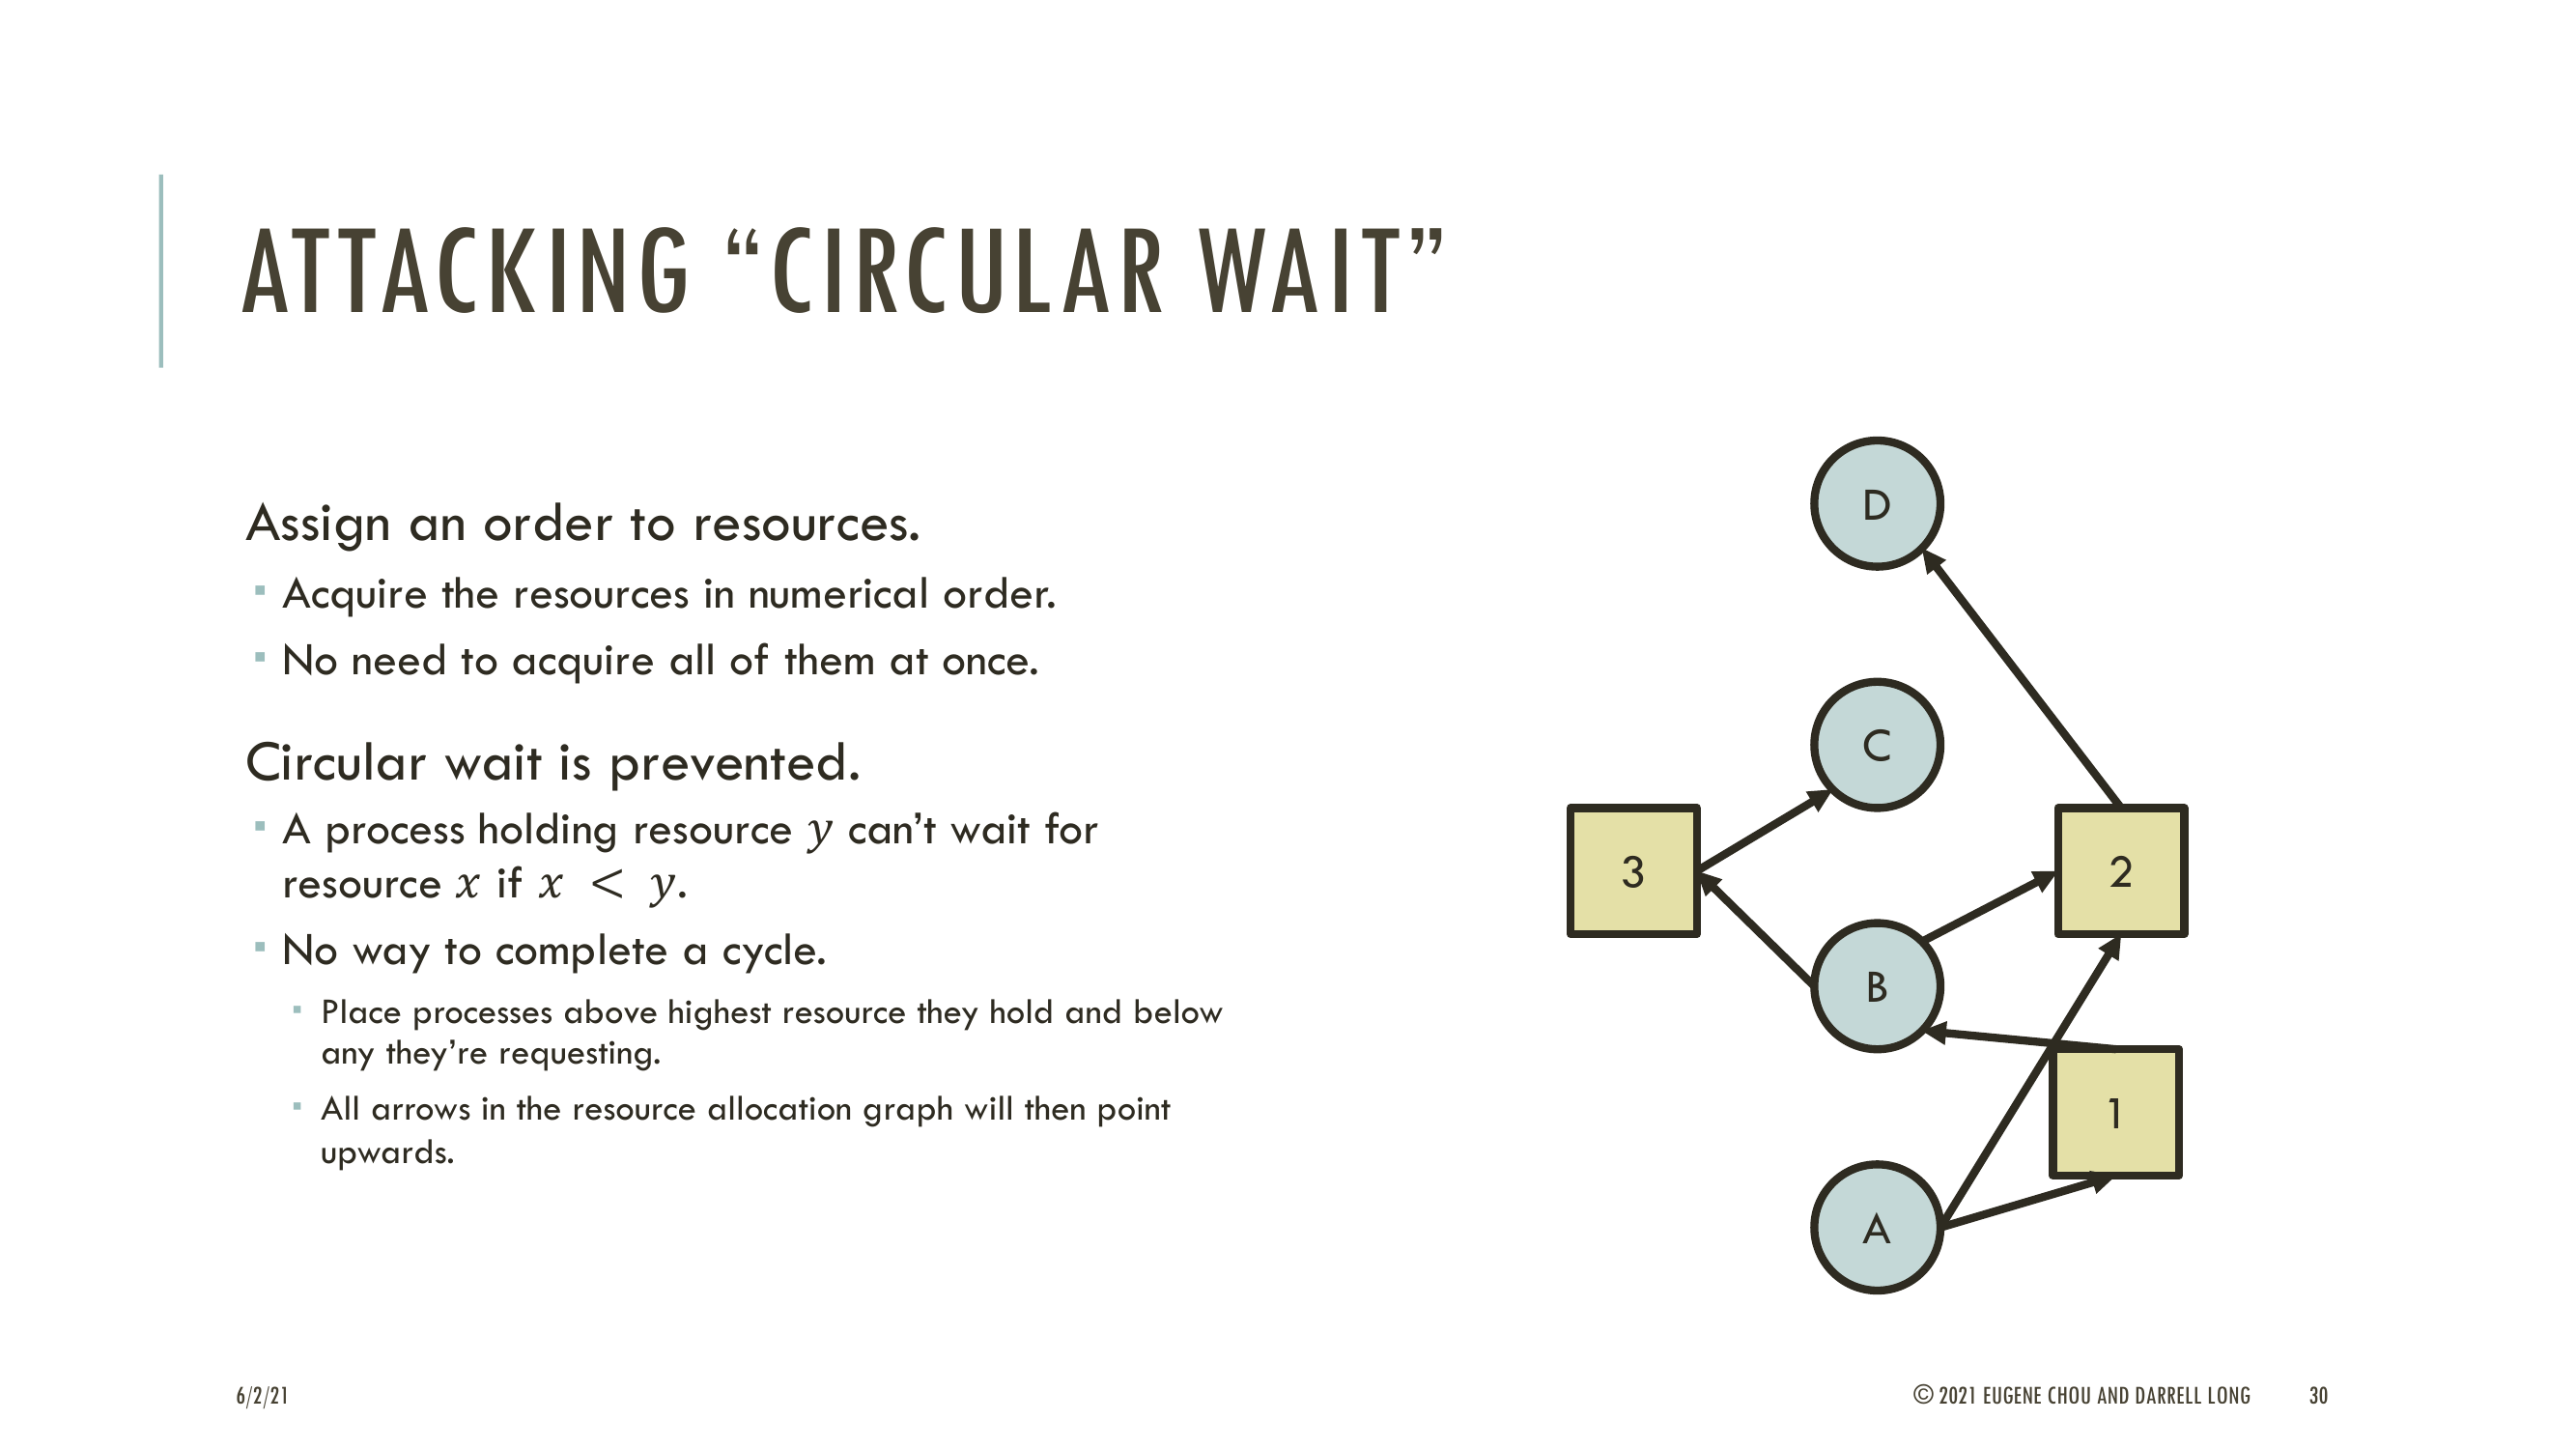 ATTACKING “CIRCULAR WAIT”
Assign an order to resources.
▪ Acquire the resources in numerical order.
▪ No need to acquire all of them at once.
Circular wait is prevented.
▪ A process holding resource y can’t wait for
resource x if x < y.
▪ No way to complete a cycle.
▪ Place processes above highest resource they hold and below
any they’re requesting.
▪ All arrows in the resource allocation graph will then point
upwards.
D
C
3
2
B
1
A
6/2/21
© 2021 EUGENE CHOU AND DARRELL LONG
30